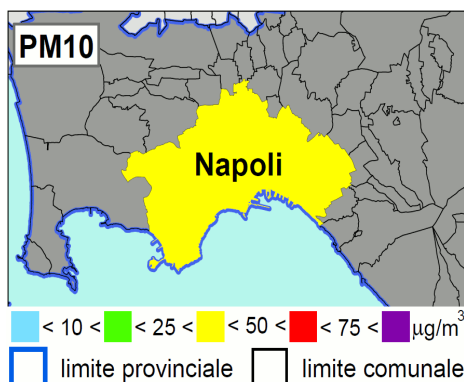 PM10
Napoli
< 10 < < 25 < < 50 < < 75 < μg/m³
limite provinciale limite comunale